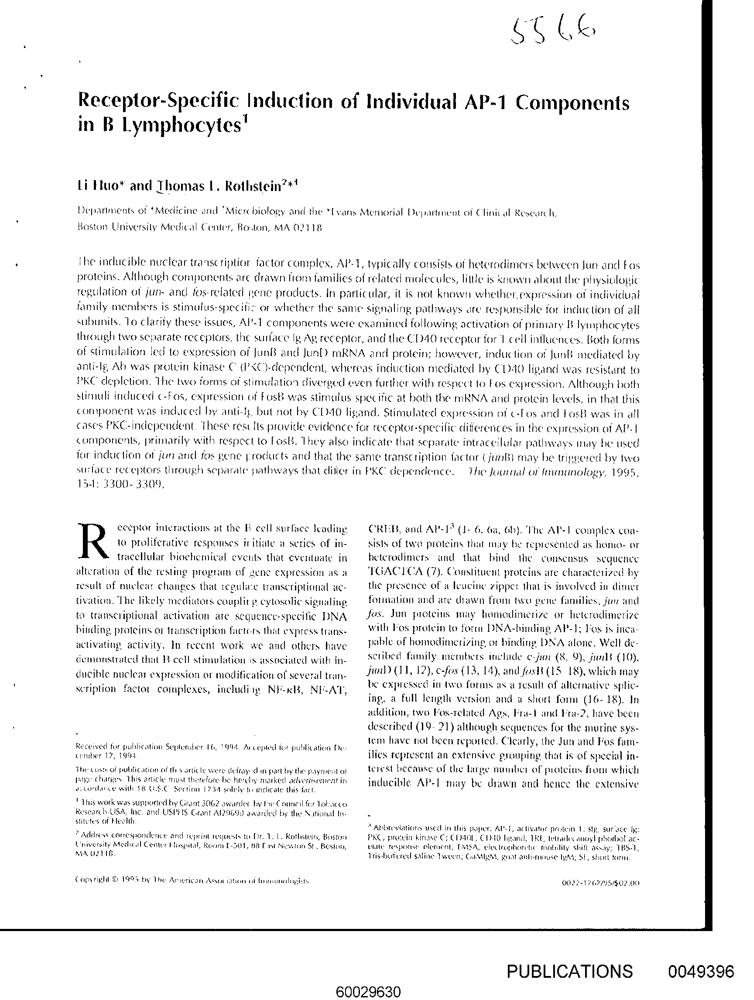 5566
Receptor-Specific Induction of Individual AP-1 Components
in B Lymphocytes¹
Li Huo* and Thomas L. Rothstein²*†
Departments of *Medicine and †Microbiology and the *Evans Memorial Department of Clinical Research,
Boston University Medical Center, Boston, MA 02118
The inducible nuclear transcription factor complex, AP-1, typically consists of heterodimers between Jun and Fos
proteins. Although components are drawn from families of related molecules, little is known about the physiologic
regulation of jun- and fos-related gene products. In particular, it is not known whether expression of individual
family members is stimulus-specific or whether the same signaling pathways are responsible for induction of all
subunits. To clarify these issues, AP-1 components were examined following activation of primary B lymphocytes
through two separate receptors, the surface Ig Ag receptor, and the CD40 receptor for T cell influences. Both forms
of stimulation led to expression of JunB and JunD mRNA and protein; however, induction of JunB mediated by
anti-Ig Ab was protein kinase C (PKC)-dependent, whereas induction mediated by CD40 ligand was resistant to
PKC depletion. The two forms of stimulation diverged even further with respect to Fos expression. Although both
stimuli induced c-Fos, expression of FosB was stimulus specific at both the mRNA and protein levels, in that this
component was induced by anti-Ig, but not by CD40 ligand. Stimulated expression of c-Fos and FosB was in all
cases PKC-independent. These results provide evidence for receptor-specific differences in the expression of AP-1
components, primarily with respect to FosB. They also indicate that separate intracellular pathways may be used
for induction of jun and fos gene products and that the same transcription factor (junB) may be triggered by two
surface receptors through separate pathways that differ in PKC dependence. The Journal of Immunology, 1995,
154: 3300-3309.
Receptor interactions at the B cell surface leading
to proliferative responses initiate a series of in-
tracellular biochemical events that eventuate in
alteration of the resting program of gene expression as a
result of nuclear changes that regulate transcriptional ac-
tivation. The likely mediators coupling cytosolic signaling
to transcriptional activation are sequence-specific DNA
binding proteins or transcription factors that express trans-
activating activity. In recent work we and others have
demonstrated that B cell stimulation is associated with in-
ducible nuclear expression or modification of several tran-
scription factor complexes, including NF-κB, NF-AT,
Received for publication September 16, 1994. Accepted for publication De-
cember 12, 1994.
The costs of publication of this article were defrayed in part by the payment of
page charges. This article must therefore be hereby marked advertisement in
accordance with 18 U.S.C. Section 1734 solely to indicate this fact.
¹ This work was supported by Grant 3062 awarded by the Council for Tobacco
Research-USA, Inc. and USPHS Grant AI29690 awarded by the National In-
stitutes of Health.
² Address correspondence and reprint requests to Dr. T. L. Rothstein, Boston
University Medical Center Hospital, Room E-501, 88 East Newton St., Boston,
MA 02118.
Copyright © 1995 by The American Association of Immunologists
CREB, and AP-1³ (1-6, 6a, 6b). The AP-1 complex con-
sists of two proteins that may be represented as homo- or
heterodimers and that bind the consensus sequence
TGACTCA (7). Constituent proteins are characterized by
the presence of a leucine zipper that is involved in dimer
formation and are drawn from two gene families, jun and
fos. Jun proteins may homodimerize or heterodimerize
with Fos protein to form DNA-binding AP-1; Fos is inca-
pable of homodimerizing or binding DNA alone. Well de-
scribed family members include c-jun (8, 9), junB (10),
junD (11, 12), c-fos (13, 14), and fosB (15-18), which may
be expressed in two forms as a result of alternative splic-
ing, a full length version and a short form (16-18). In
addition, two Fos-related Ags, Fra-1 and Fra-2, have been
described (19-21) although sequences for the murine sys-
tem have not been reported. Clearly, the Jun and Fos fam-
ilies represent an extensive grouping that is of special in-
terest because of the large number of proteins from which
inducible AP-1 may be drawn and hence the extensive
³ Abbreviations used in this paper: AP-1, activator protein 1; sIg, surface Ig;
PKC, protein kinase C; CD40L, CD40 ligand; TRE, tetradecanoyl phorbol ac-
etate response element; EMSA, electrophoretic mobility shift assay; TBS-T,
Tris-buffered saline Tween; GaMIgM, goat anti-mouse IgM; SF, short form.
0022-1767/95/$02.00
PUBLICATIONS 0049396
60029630